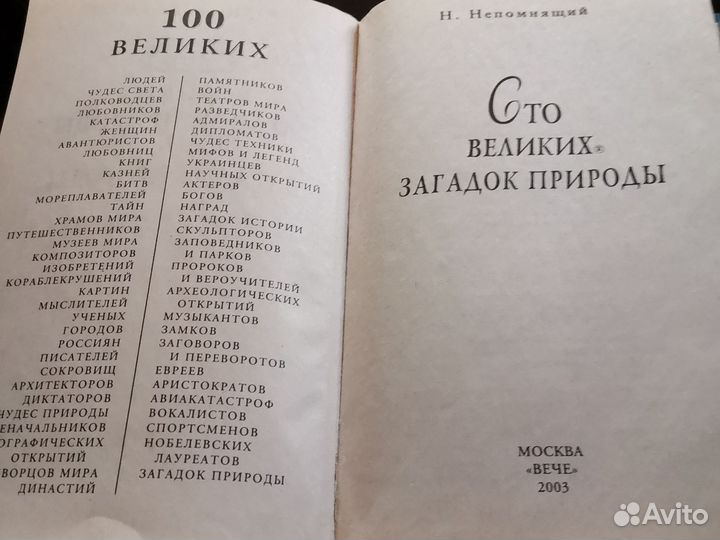 100
ВЕЛИКИХ
ЛЮДЕЙ
ЧУДЕС СВЕТА
ПОЛКОВОДЦЕВ
ЛЮБОВНИКОВ
КАТАСТРОФ
ЖЕНЩИН
АВАНТЮРИСТОВ
ЛЮБОВНИЦ
КНИГ
КАЗНЕЙ
БИТВ
МОРЕПЛАВАТЕЛЕЙ
ТАЙН
ХРАМОВ МИРА
ПУТЕШЕСТВЕННИКОВ
МУЗЕЕВ МИРА
КОМПОЗИТОРОВ
ИЗОБРЕТЕНИЙ
КОРАБЛЕКРУШЕНИЙ
КАРТИН
МЫСЛИТЕЛЕЙ
УЧЕНЫХ
ГОРОДОВ
РОССИЯН
ПИСАТЕЛЕЙ
СОКРОВИЩ
АРХИТЕКТОРОВ
ДИКТАТОРОВ
ЧУДЕС ПРИРОДЫ
ЕНАЧАЛЬНИКОВ
ОГРАФИЧЕСКИХ
ОТКРЫТИЙ
ВОРЦОВ МИРА
ДИНАСТИЙ
ПАМЯТНИКОВ
ВОЙН
ТЕАТРОВ МИРА
РАЗВЕДЧИКОВ
АДМИРАЛОВ
ДИПЛОМАТОВ
ЧУДЕС ТЕХНИКИ
МИФОВ И ЛЕГЕНД
УКРАИНЦЕВ
НАУЧНЫХ ОТКРЫТИЙ
АКТЕРОВ
БОГОВ
НАГРАД
ЗАГАДОК ИСТОРИИ
СКУЛЬПТОРОВ
ЗАПОВЕДНИКОВ
И ПАРКОВ
ПРОРОКОВ
И ВЕРОУЧИТЕЛЕЙ
АРХЕОЛОГИЧЕСКИХ
ОТКРЫТИЙ
МУЗЫКАНТОВ
ЗАМКОВ
ЗАГОВОРОВ
И ПЕРЕВОРОТОВ
ЕВРЕЕВ
АРИСТОКРАТОВ
АВИАКАТАСТРОФ
ВОКАЛИСТОВ
СПОРТСМЕНОВ
НОБЕЛЕВСКИХ
ЛАУРЕАТОВ
ЗАГАДОК ПРИРОДЫ
Н. Непомнящий
Сто
ВЕЛИКИХ®
ЗАГАДОК ПРИРОДЫ
МОСКВА
«ВЕЧЕ»
2003
Avito